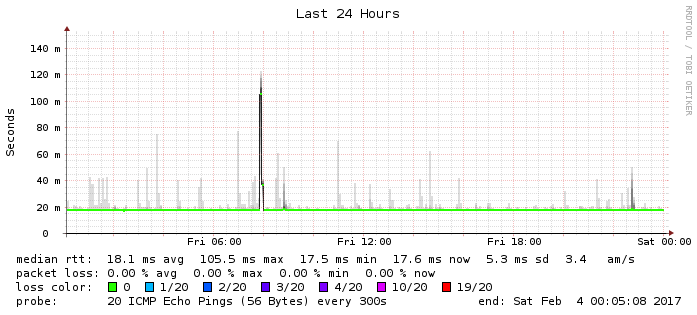 Last 24 Hours
RRDTOOL / TOBI OETIKER
Seconds
140 m
120 m
100 m
80 m
60 m
40 m
20 m
0
Fri 06:00 Fri 12:00 Fri 18:00 Sat 00:00
median rtt: 18.1 ms avg 105.5 ms max 17.5 ms min 17.6 ms now 5.3 ms sd 3.4 am/s
packet loss: 0.00 % avg 0.00 % max 0.00 % min 0.00 % now
loss color: 0 1/20 2/20 3/20 4/20 10/20 19/20
probe: 20 ICMP Echo Pings (56 Bytes) every 300s end: Sat Feb 4 00:05:08 2017